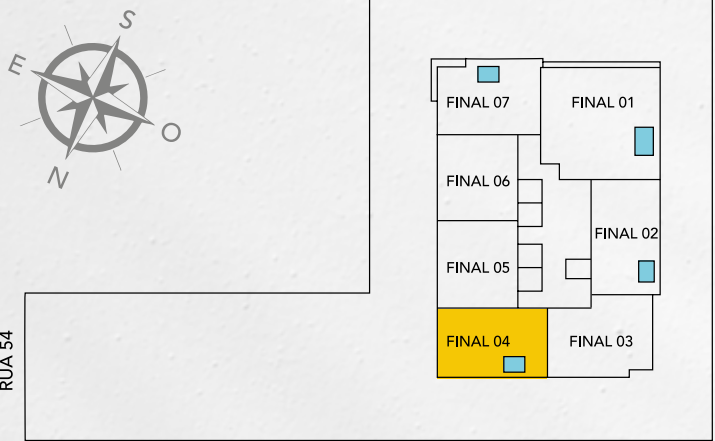 S
E
O
N
FINAL 07
FINAL 01
FINAL 06
FINAL 02
FINAL 05
FINAL 04
FINAL 03
RUA 54